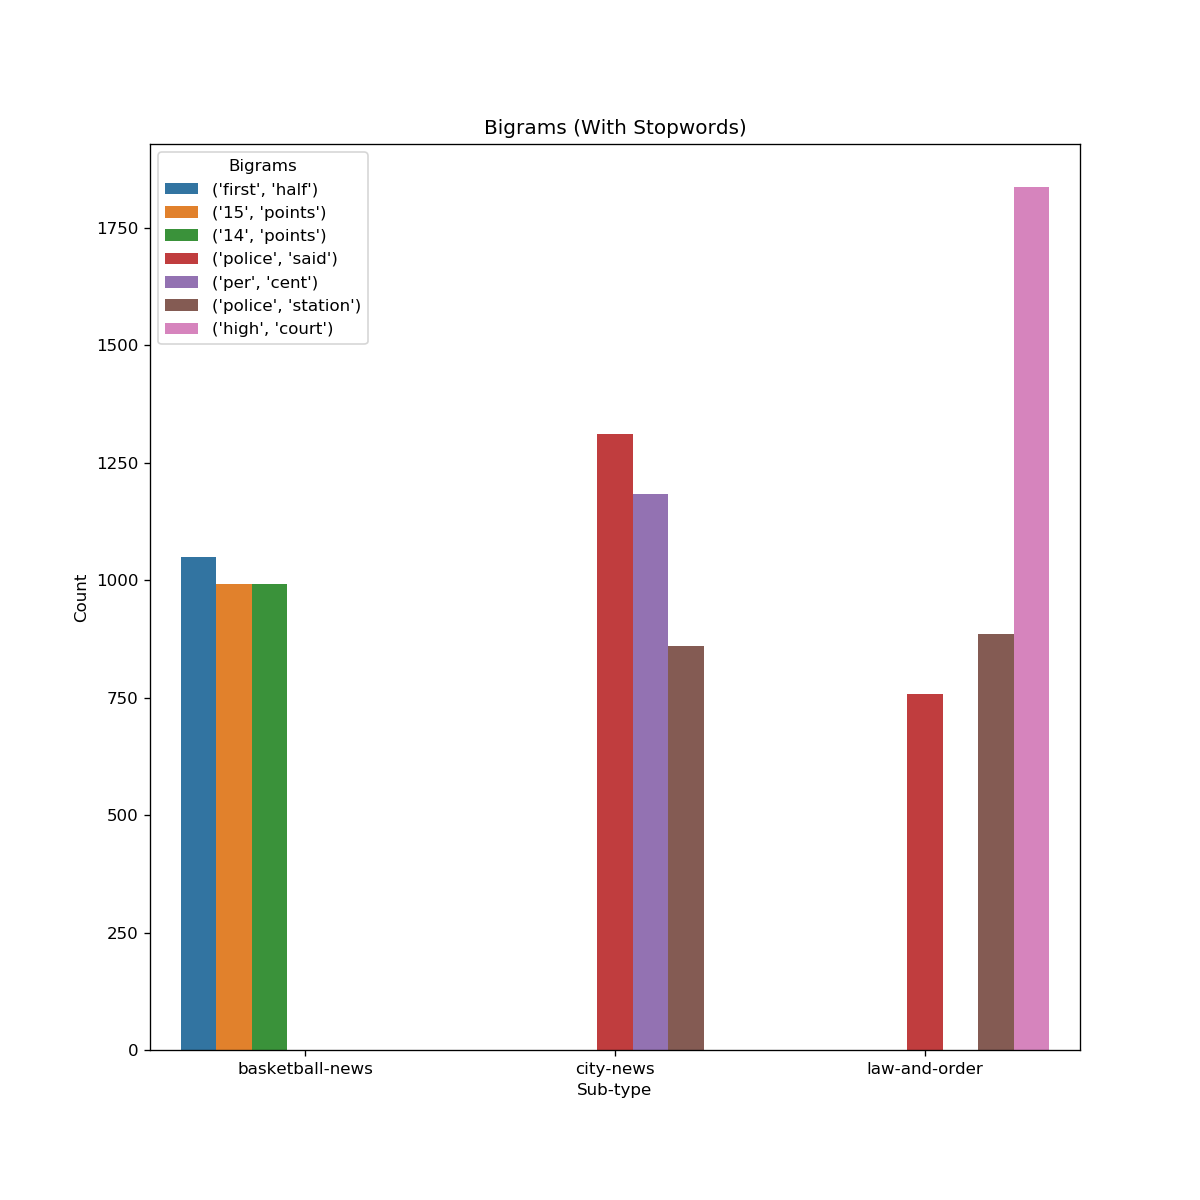 Bigrams (With Stopwords)
Bigrams
('first', 'half')
('15', 'points')
('14', 'points')
('police', 'said')
('per', 'cent')
('police', 'station')
('high', 'court')
1750
1500
1250
1000
750
500
250
0
Count
basketball-news
city-news
law-and-order
Sub-type